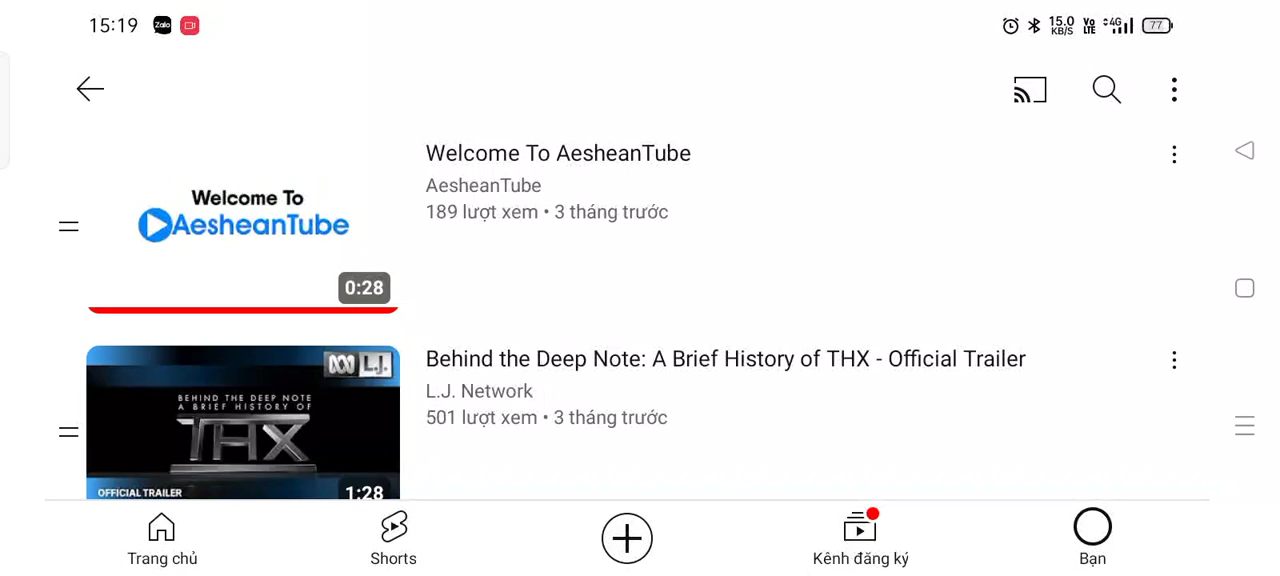 15:19
Zalo
15.0
KB/S
Vo
LTE
4G
77
Welcome To AesheanTube
AesheanTube
189 lượt xem • 3 tháng trước
Welcome To
AesheanTube
0:28
Behind the Deep Note: A Brief History of THX - Official Trailer
L.J. Network
501 lượt xem • 3 tháng trước
L.J.
BEHIND THE DEEP NOTE
A BRIEF HISTORY OF
THX
OFFICIAL TRAILER
1:28
Trang chủ
Shorts
Kênh đăng ký
Bạn